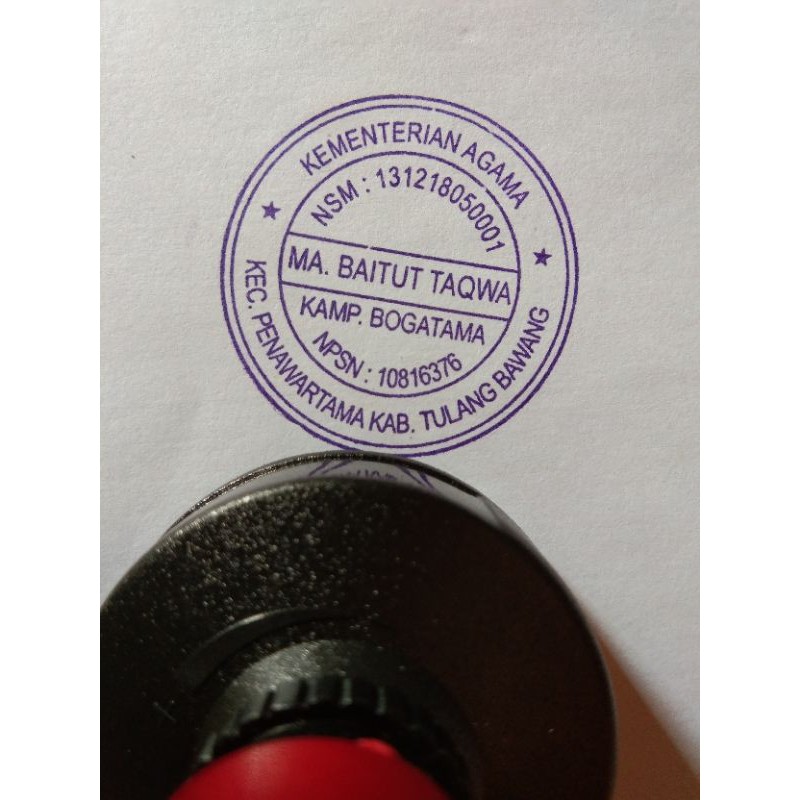 KEMENTERIAN AGAMA
NSM : 131218050001
MA. BAITUT TAQWA
KAMP. BOGATAMA
NPSN : 10816376
KEC. PENAWARTAMA KAB. TULANG BAWANG